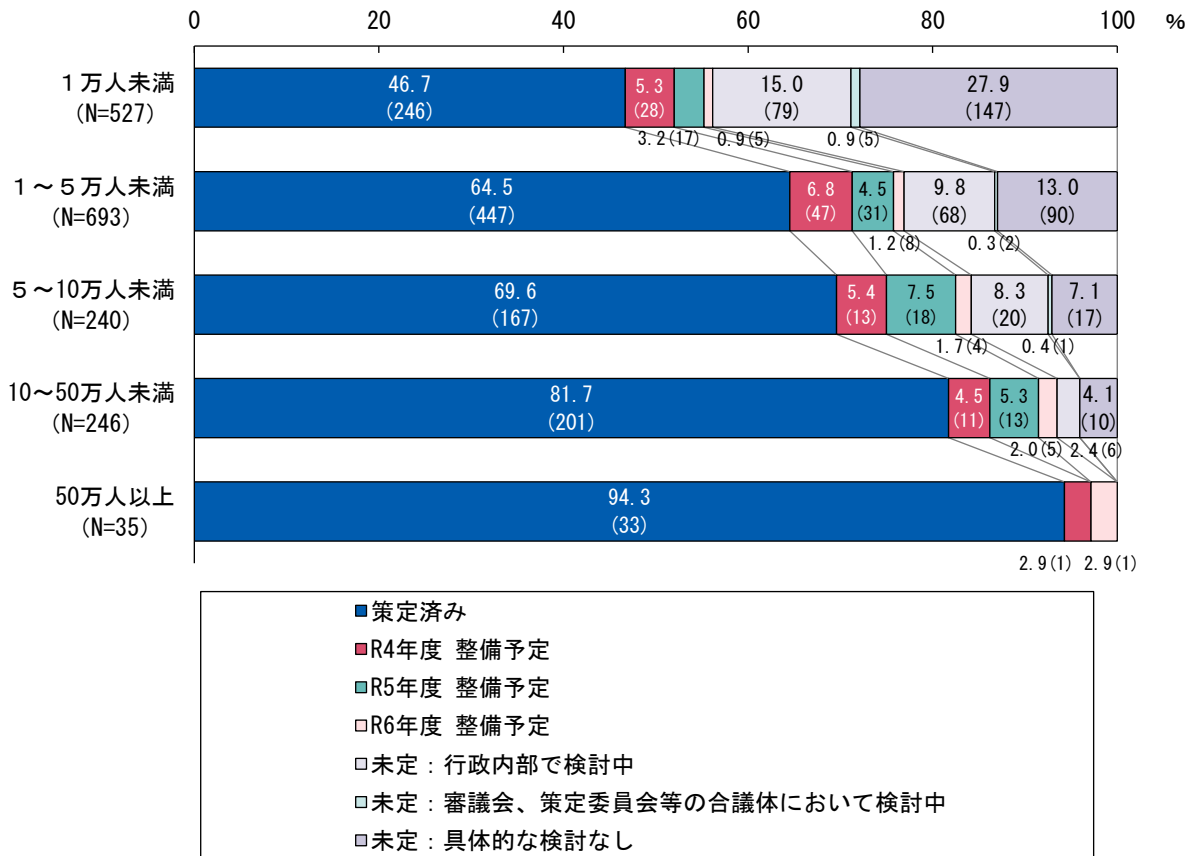 0 20 40 60 80 100 %
１万人未満
(N=527)
46.7
(246)
5.3
(28)
15.0
(79)
27.9
(147)
3.2(17) 0.9(5) 0.9(5)
１～５万人未満
(N=693)
64.5
(447)
6.8
(47)
4.5
(31)
9.8
(68)
13.0
(90)
1.2(8) 0.3(2)
５～10万人未満
(N=240)
69.6
(167)
5.4
(13)
7.5
(18)
8.3
(20)
7.1
(17)
1.7(4) 0.4(1)
10～50万人未満
(N=246)
81.7
(201)
4.5
(11)
5.3
(13)
4.1
(10)
2.0(5) 2.4(6)
50万人以上
(N=35)
94.3
(33)
2.9(1) 2.9(1)
策定済み
R4年度 整備予定
R5年度 整備予定
R6年度 整備予定
未定：行政内部で検討中
未定：審議会、策定委員会等の合議体において検討中
未定：具体的な検討なし